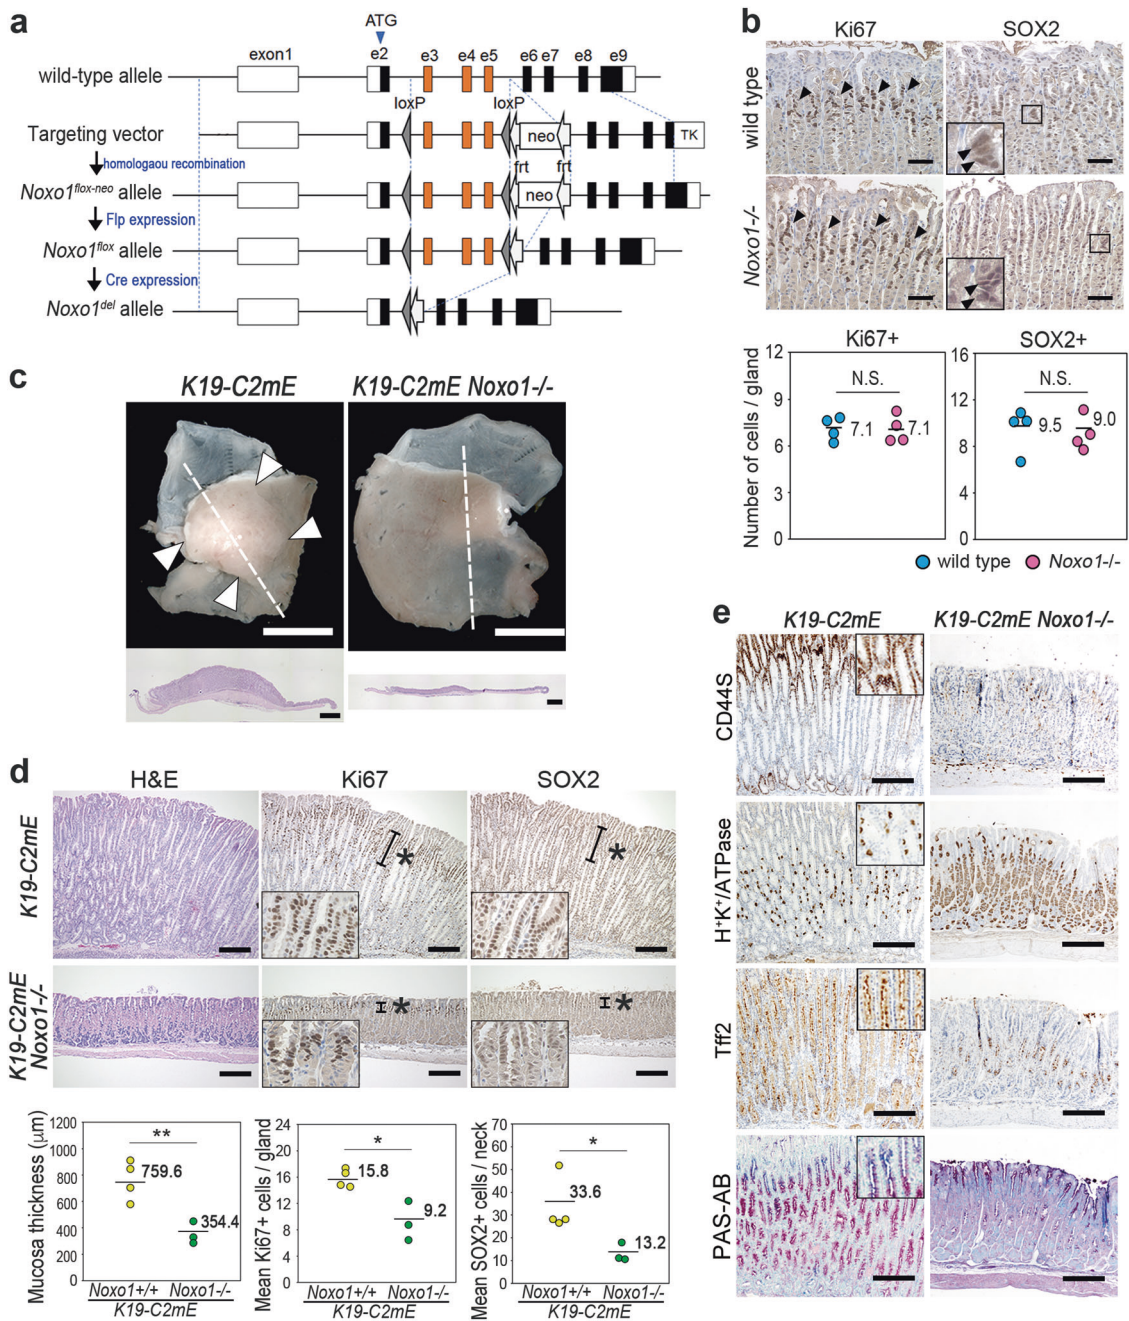 a
ATG
exon1 e2 e3 e4 e5 e6 e7 e8 e9
wild-type allele
loxP loxP
Targeting vector neo TK
homologaou recombination
frt frt
Noxo1flox-neo allele neo
Flp expression
Noxo1flox allele
Cre expression
Noxo1del allele
b
Ki67 SOX2
wild type
Noxo1-/-
Ki67+ SOX2+
Number of cells / gland
12
9
6
3
0
N.S.
7.1 7.1
16
12
8
4
0
N.S.
9.5 9.0
wild type Noxo1-/-
c
K19-C2mE K19-C2mE Noxo1-/-
d
H&E Ki67 SOX2
K19-C2mE
*
*
K19-C2mE
Noxo1-/-
*
*
Mucosa thickness (μm)
1200
1000
800
600
400
200
0
**
759.6
354.4
Noxo1+/+ Noxo1-/-
K19-C2mE
Mean Ki67+ cells / gland
24
20
16
12
8
4
0
*
15.8
9.2
Noxo1+/+ Noxo1-/-
K19-C2mE
Mean SOX2+ cells / neck
70
60
50
40
30
20
10
0
*
33.6
13.2
Noxo1+/+ Noxo1-/-
K19-C2mE
e
K19-C2mE K19-C2mE Noxo1-/-
CD44S
H+K+/ATPase
Tff2
PAS-AB